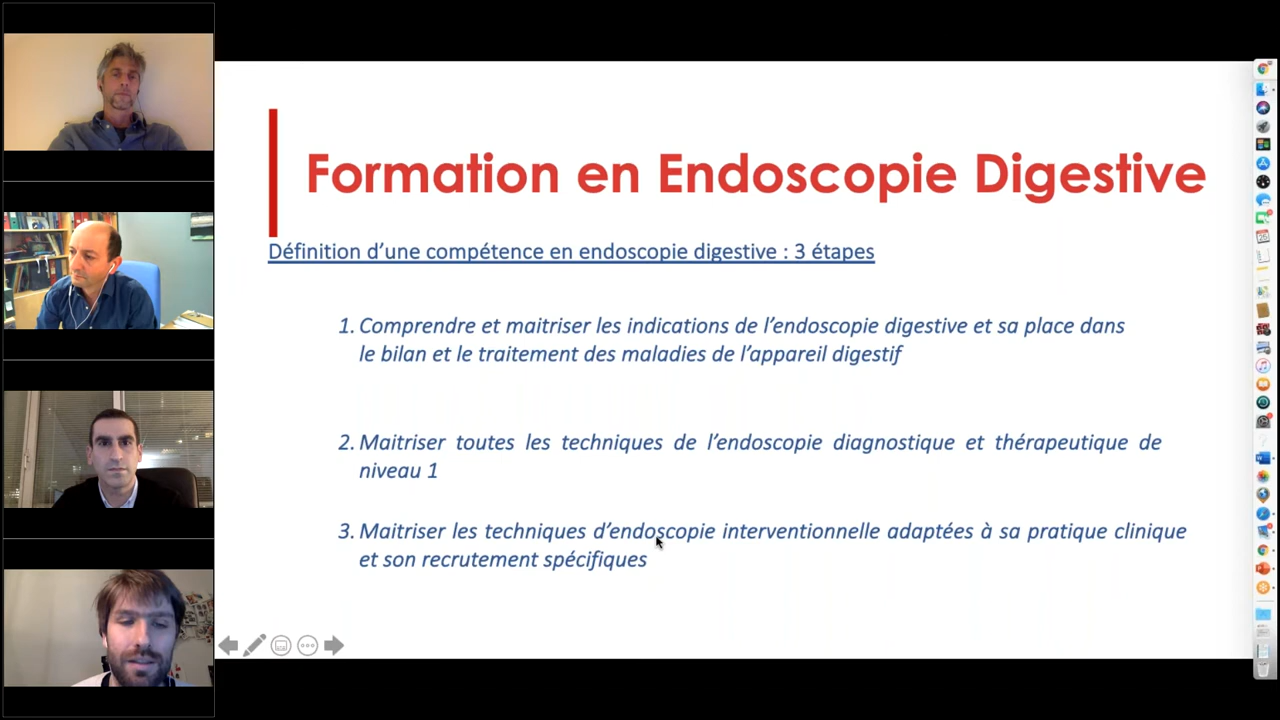 Formation en Endoscopie Digestive
Définition d’une compétence en endoscopie digestive : 3 étapes
1. Comprendre et maitriser les indications de l’endoscopie digestive et sa place dans
le bilan et le traitement des maladies de l’appareil digestif
2. Maitriser toutes les techniques de l’endoscopie diagnostique et thérapeutique de
niveau 1
3. Maitriser les techniques d’endoscopie interventionnelle adaptées à sa pratique clinique
et son recrutement spécifiques